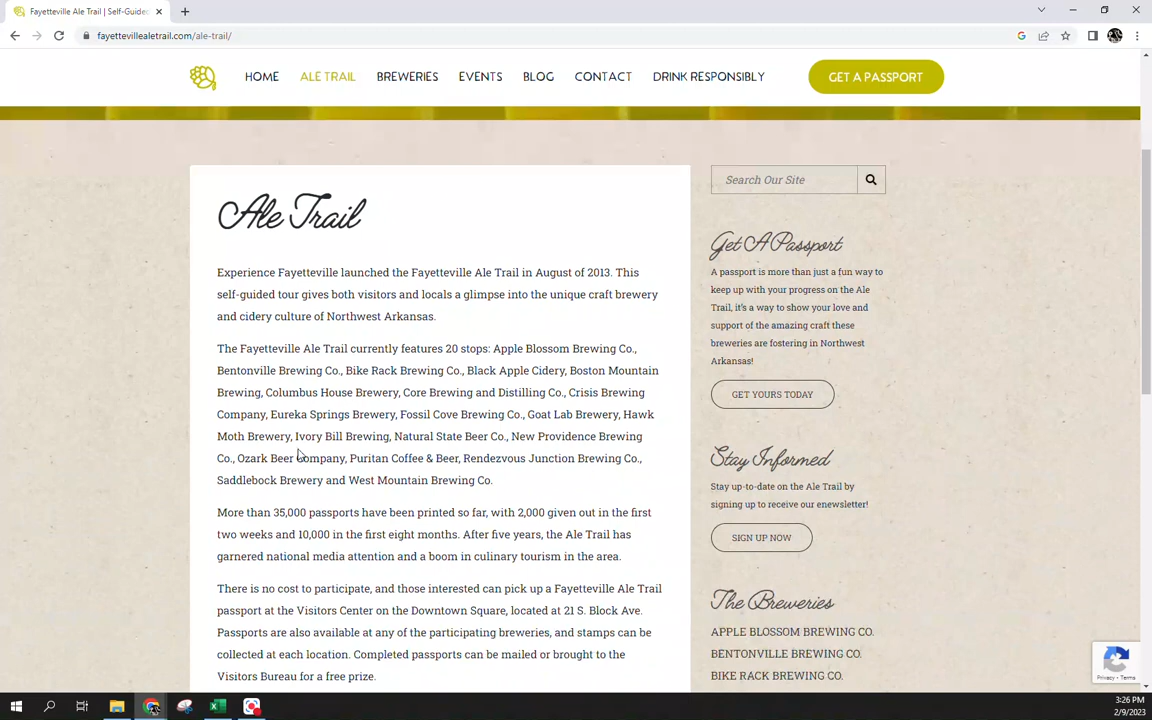 Fayetteville Ale Trail | Self-Guided
fayettevillealetrail.com/ale-trail/
HOME ALE TRAIL BREWERIES EVENTS BLOG CONTACT DRINK RESPONSIBLY GET A PASSPORT
Ale Trail
Experience Fayetteville launched the Fayetteville Ale Trail in August of 2013. This
self-guided tour gives both visitors and locals a glimpse into the unique craft brewery
and cidery culture of Northwest Arkansas.
The Fayetteville Ale Trail currently features 20 stops: Apple Blossom Brewing Co.,
Bentonville Brewing Co., Bike Rack Brewing Co., Black Apple Cidery, Boston Mountain
Brewing, Columbus House Brewery, Core Brewing and Distilling Co., Crisis Brewing
Company, Eureka Springs Brewery, Fossil Cove Brewing Co., Goat Lab Brewery, Hawk
Moth Brewery, Ivory Bill Brewing, Natural State Beer Co., New Providence Brewing
Co., Ozark Beer Company, Puritan Coffee & Beer, Rendezvous Junction Brewing Co.,
Saddlebock Brewery and West Mountain Brewing Co.
More than 35,000 passports have been printed so far, with 2,000 given out in the first
two weeks and 10,000 in the first eight months. After five years, the Ale Trail has
garnered national media attention and a boom in culinary tourism in the area.
There is no cost to participate, and those interested can pick up a Fayetteville Ale Trail
passport at the Visitors Center on the Downtown Square, located at 21 S. Block Ave.
Passports are also available at any of the participating breweries, and stamps can be
collected at each location. Completed passports can be mailed or brought to the
Visitors Bureau for a free prize.
Search Our Site
Get A Passport
A passport is more than just a fun way to
keep up with your progress on the Ale
Trail, it's a way to show your love and
support of the amazing craft these
breweries are fostering in Northwest
Arkansas!
GET YOURS TODAY
Stay Informed
Stay up-to-date on the Ale Trail by
signing up to receive our enewsletter!
SIGN UP NOW
The Breweries
APPLE BLOSSOM BREWING CO.
BENTONVILLE BREWING CO.
BIKE RACK BREWING CO.
Privacy - Terms
3:26 PM
2/9/2023